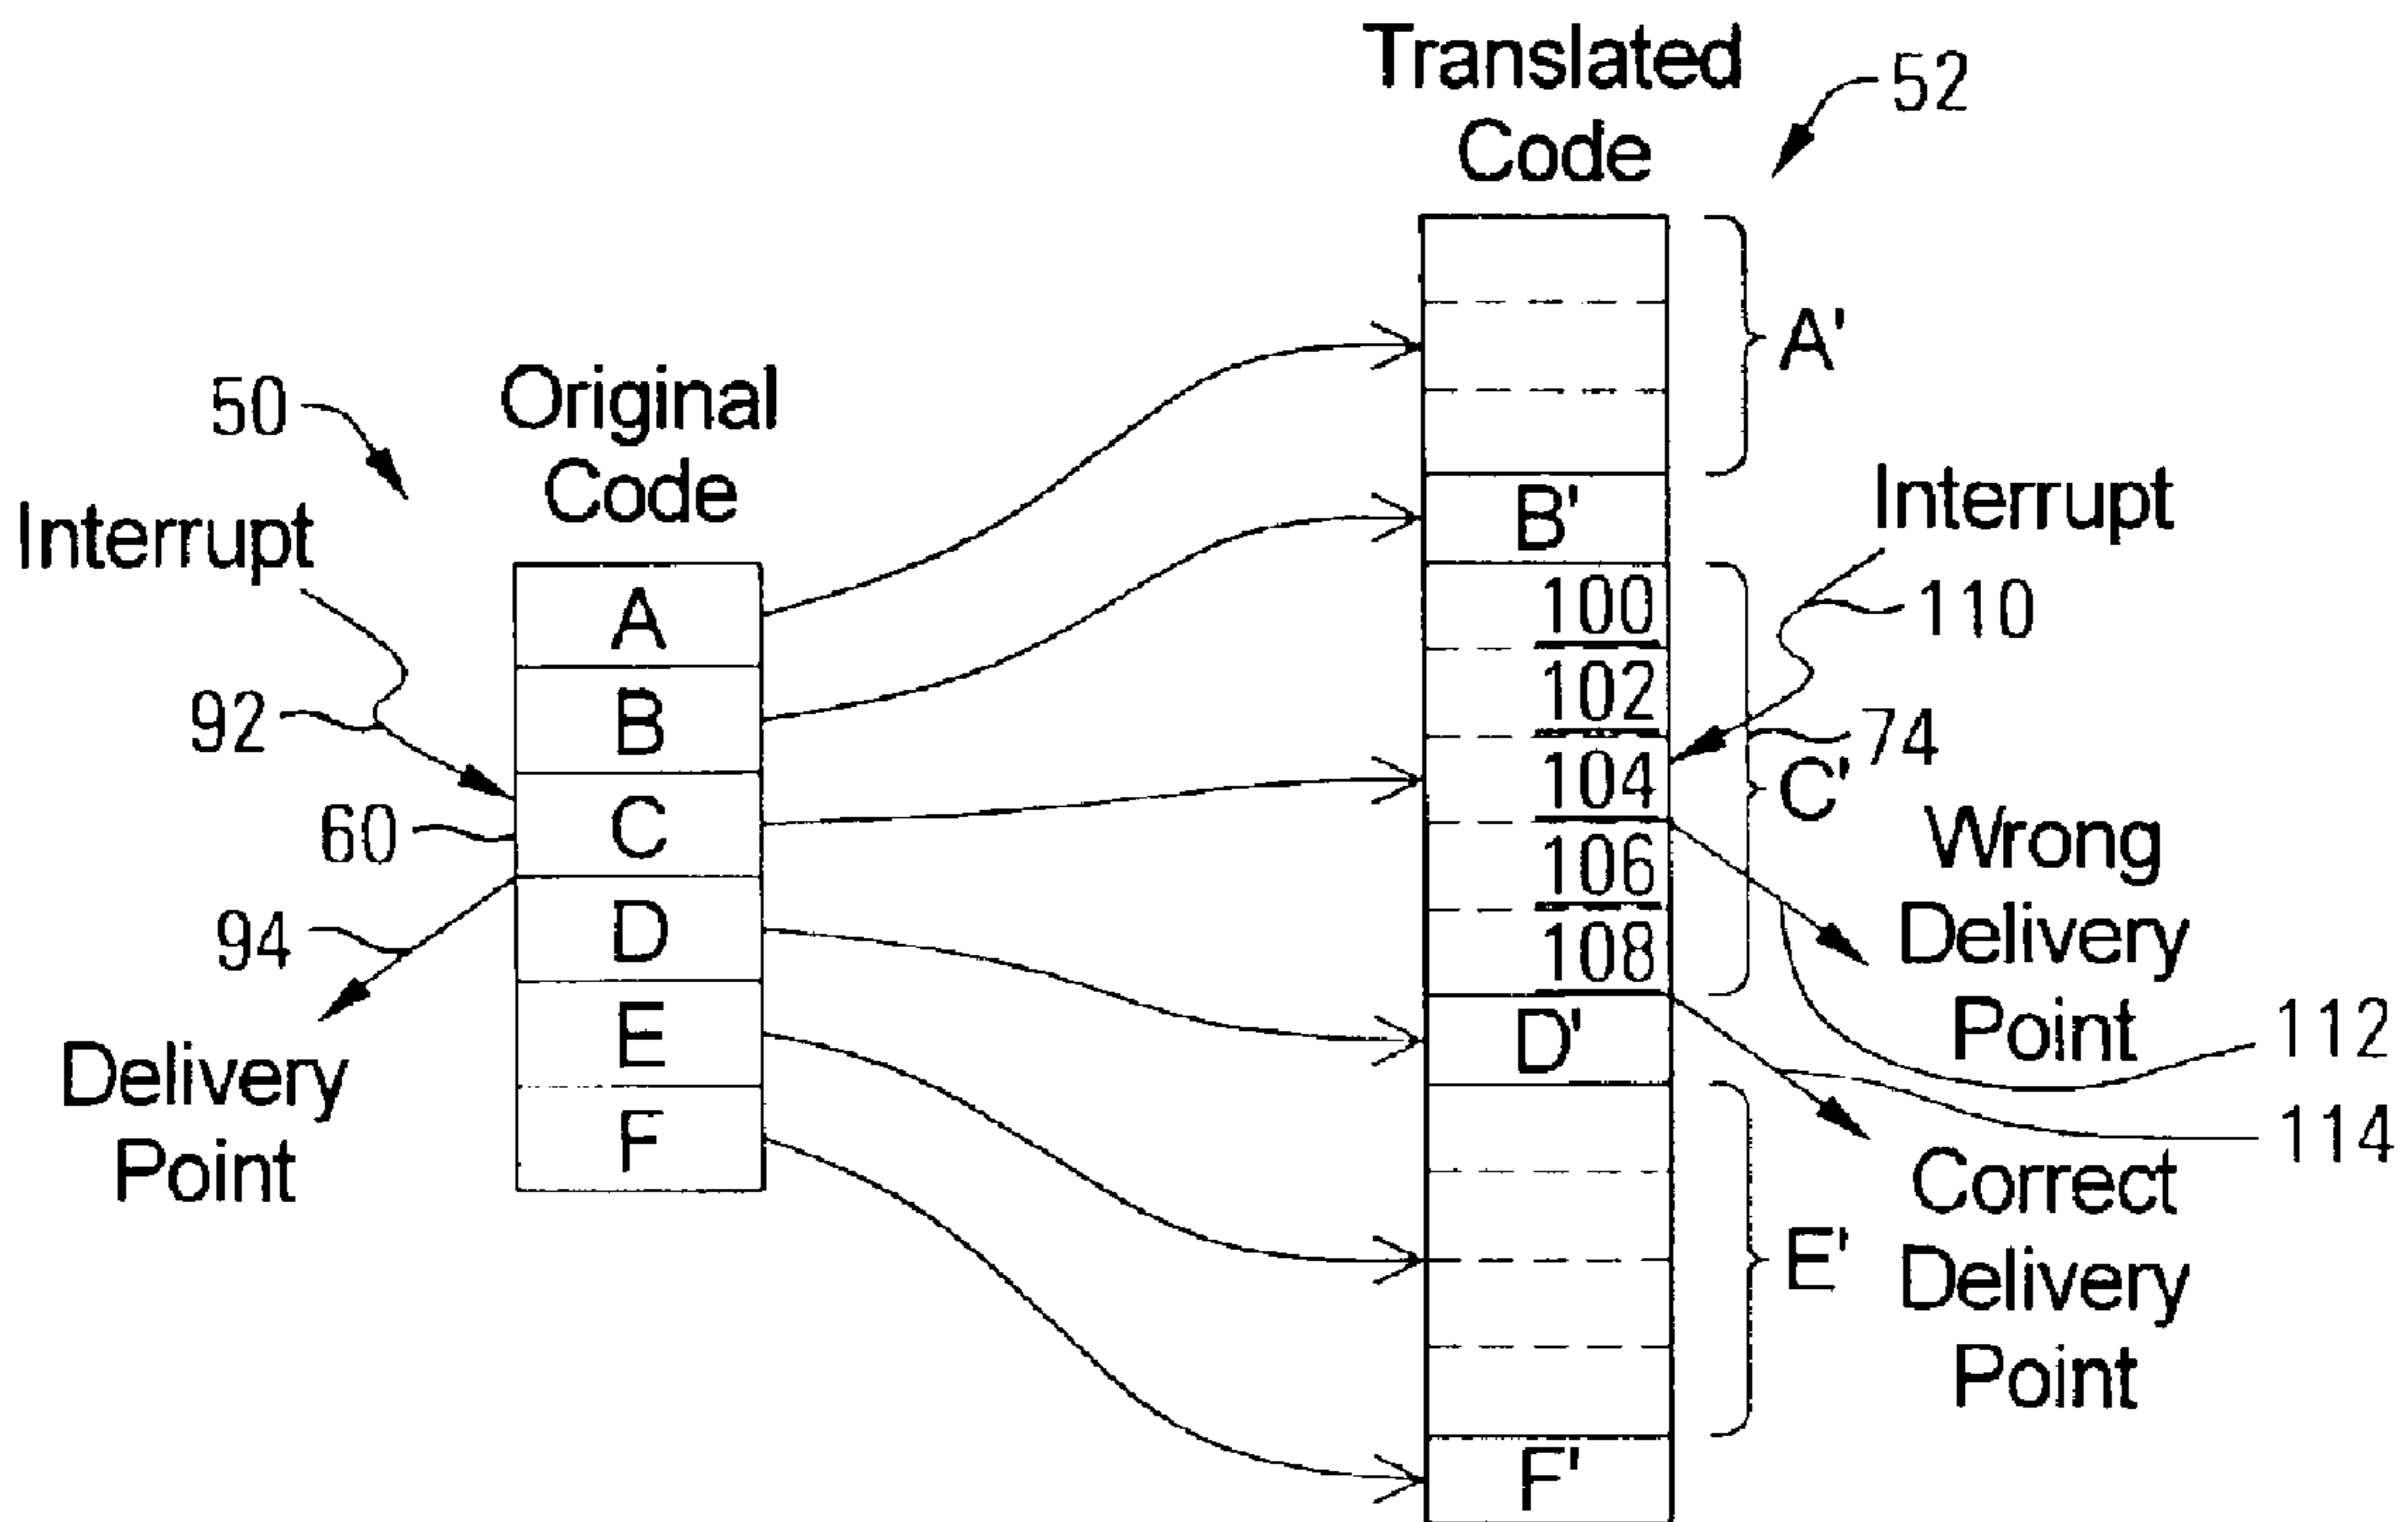 Translated
Code
52
50
Original
Code
Interrupt
A
B
C
D
E
F
92
60
94
Delivery
Point
A'
B'
100
102
104
106
108
C'
D'
E'
F'
Interrupt
110
74
Wrong
Delivery
Point
112
114
Correct
Delivery
Point